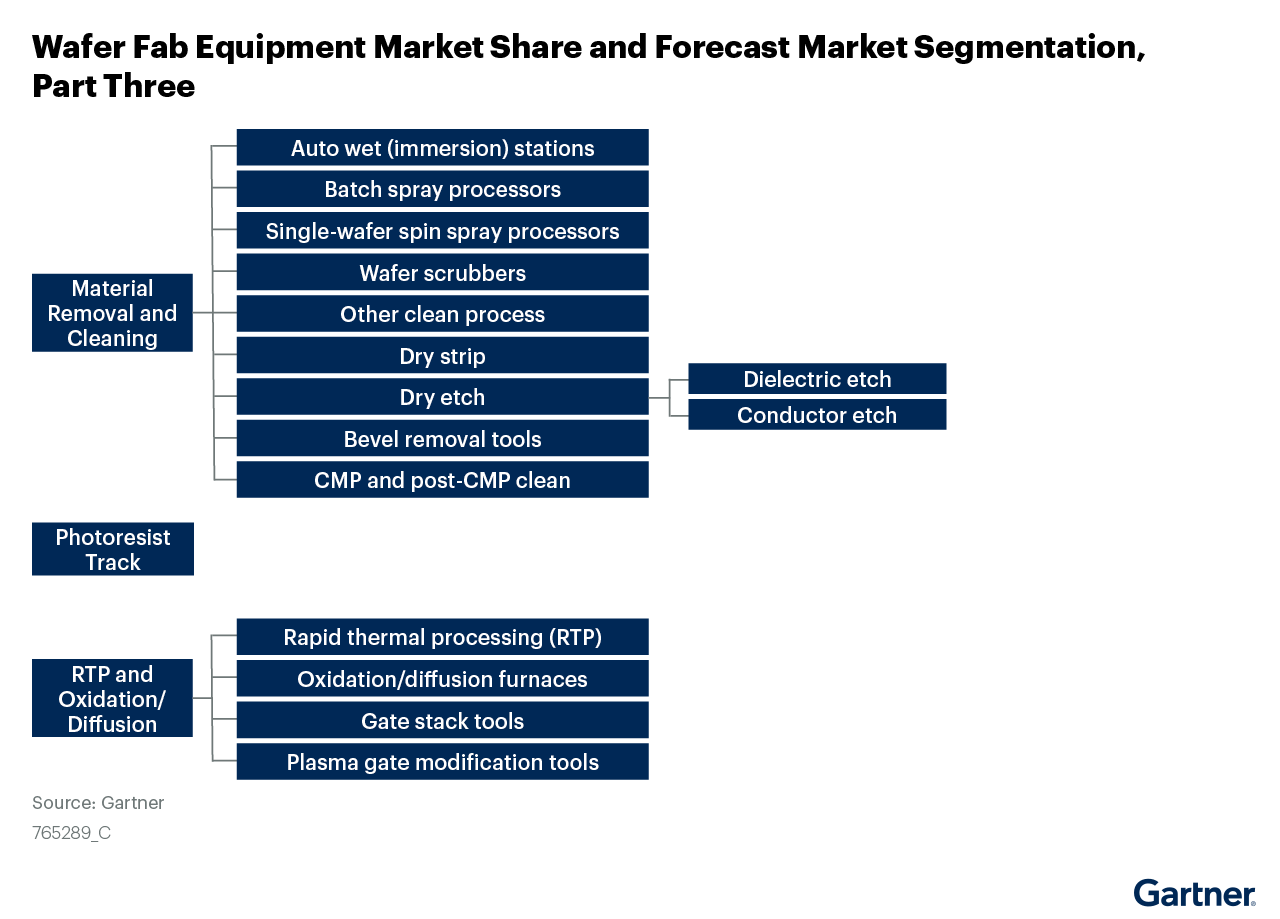 Wafer Fab Equipment Market Share and Forecast Market Segmentation,
Part Three
Material
Removal and
Cleaning
Auto wet (immersion) stations
Batch spray processors
Single-wafer spin spray processors
Wafer scrubbers
Other clean process
Dry strip
Dry etch
Bevel removal tools
CMP and post-CMP clean
Dielectric etch
Conductor etch
Photoresist
Track
RTP and
Oxidation/
Diffusion
Rapid thermal processing (RTP)
Oxidation/diffusion furnaces
Gate stack tools
Plasma gate modification tools
Source: Gartner
765289_C
Gartner®